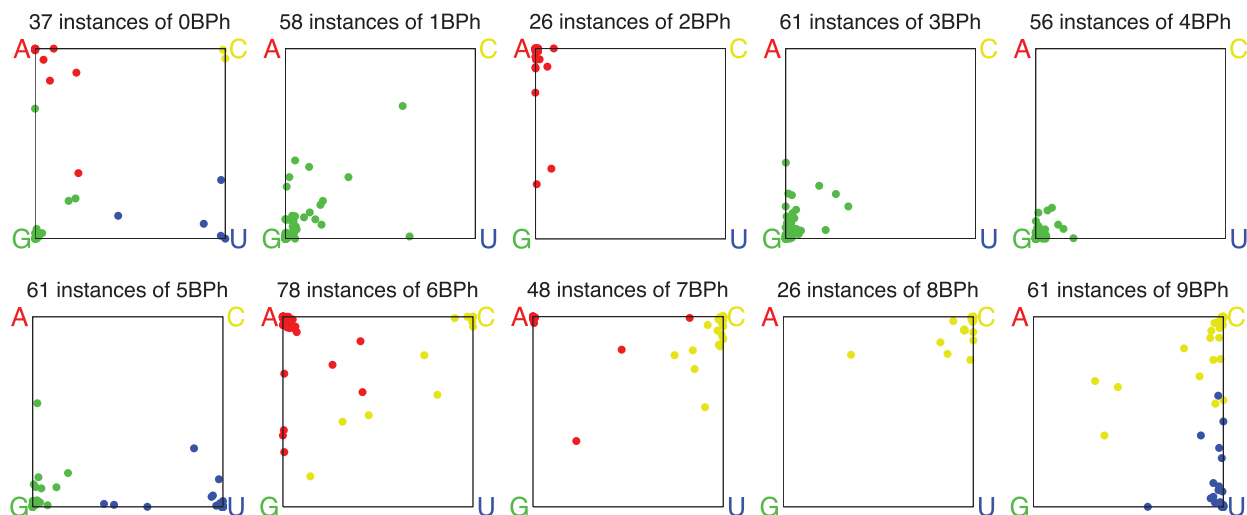 37 instances of 0BPh 58 instances of 1BPh 26 instances of 2BPh 61 instances of 3BPh 56 instances of 4BPh
A C A C A C A C A C
G U G U G U G U G U
61 instances of 5BPh 78 instances of 6BPh 48 instances of 7BPh 26 instances of 8BPh 61 instances of 9BPh
A C A C A C A C A C
G U G U G U G U G U